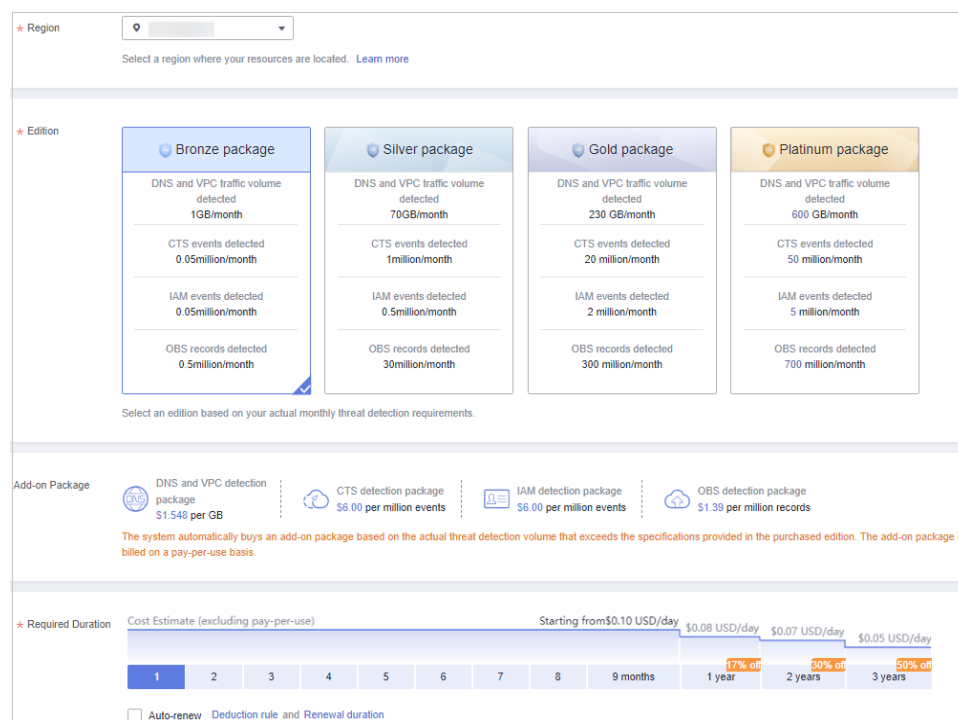 * Region
Select a region where your resources are located. Learn more
* Edition
Bronze package
DNS and VPC traffic volume
detected
1GB/month
CTS events detected
0.05million/month
IAM events detected
0.05million/month
OBS records detected
0.5million/month
Silver package
DNS and VPC traffic volume
detected
70GB/month
CTS events detected
1million/month
IAM events detected
0.5million/month
OBS records detected
30million/month
Gold package
DNS and VPC traffic volume
detected
230 GB/month
CTS events detected
20 million/month
IAM events detected
2 million/month
OBS records detected
300 million/month
Platinum package
DNS and VPC traffic volume
detected
600 GB/month
CTS events detected
50 million/month
IAM events detected
5 million/month
OBS records detected
700 million/month
Select an edition based on your actual monthly threat detection requirements.
Add-on Package
DNS
DNS and VPC detection
package
$1.548 per GB
CTS detection package
$6.00 per million events
IAM detection package
$6.00 per million events
OBS detection package
$1.39 per million records
The system automatically buys an add-on package based on the actual threat detection volume that exceeds the specifications provided in the purchased edition. The add-on package
billed on a pay-per-use basis.
* Required Duration
Cost Estimate (excluding pay-per-use)
Starting from$0.10 USD/day
$0.08 USD/day
$0.07 USD/day
$0.05 USD/day
17% off
30% off
50% off
1 2 3 4 5 6 7 8 9 months 1 year 2 years 3 years
Auto-renew Deduction rule and Renewal duration